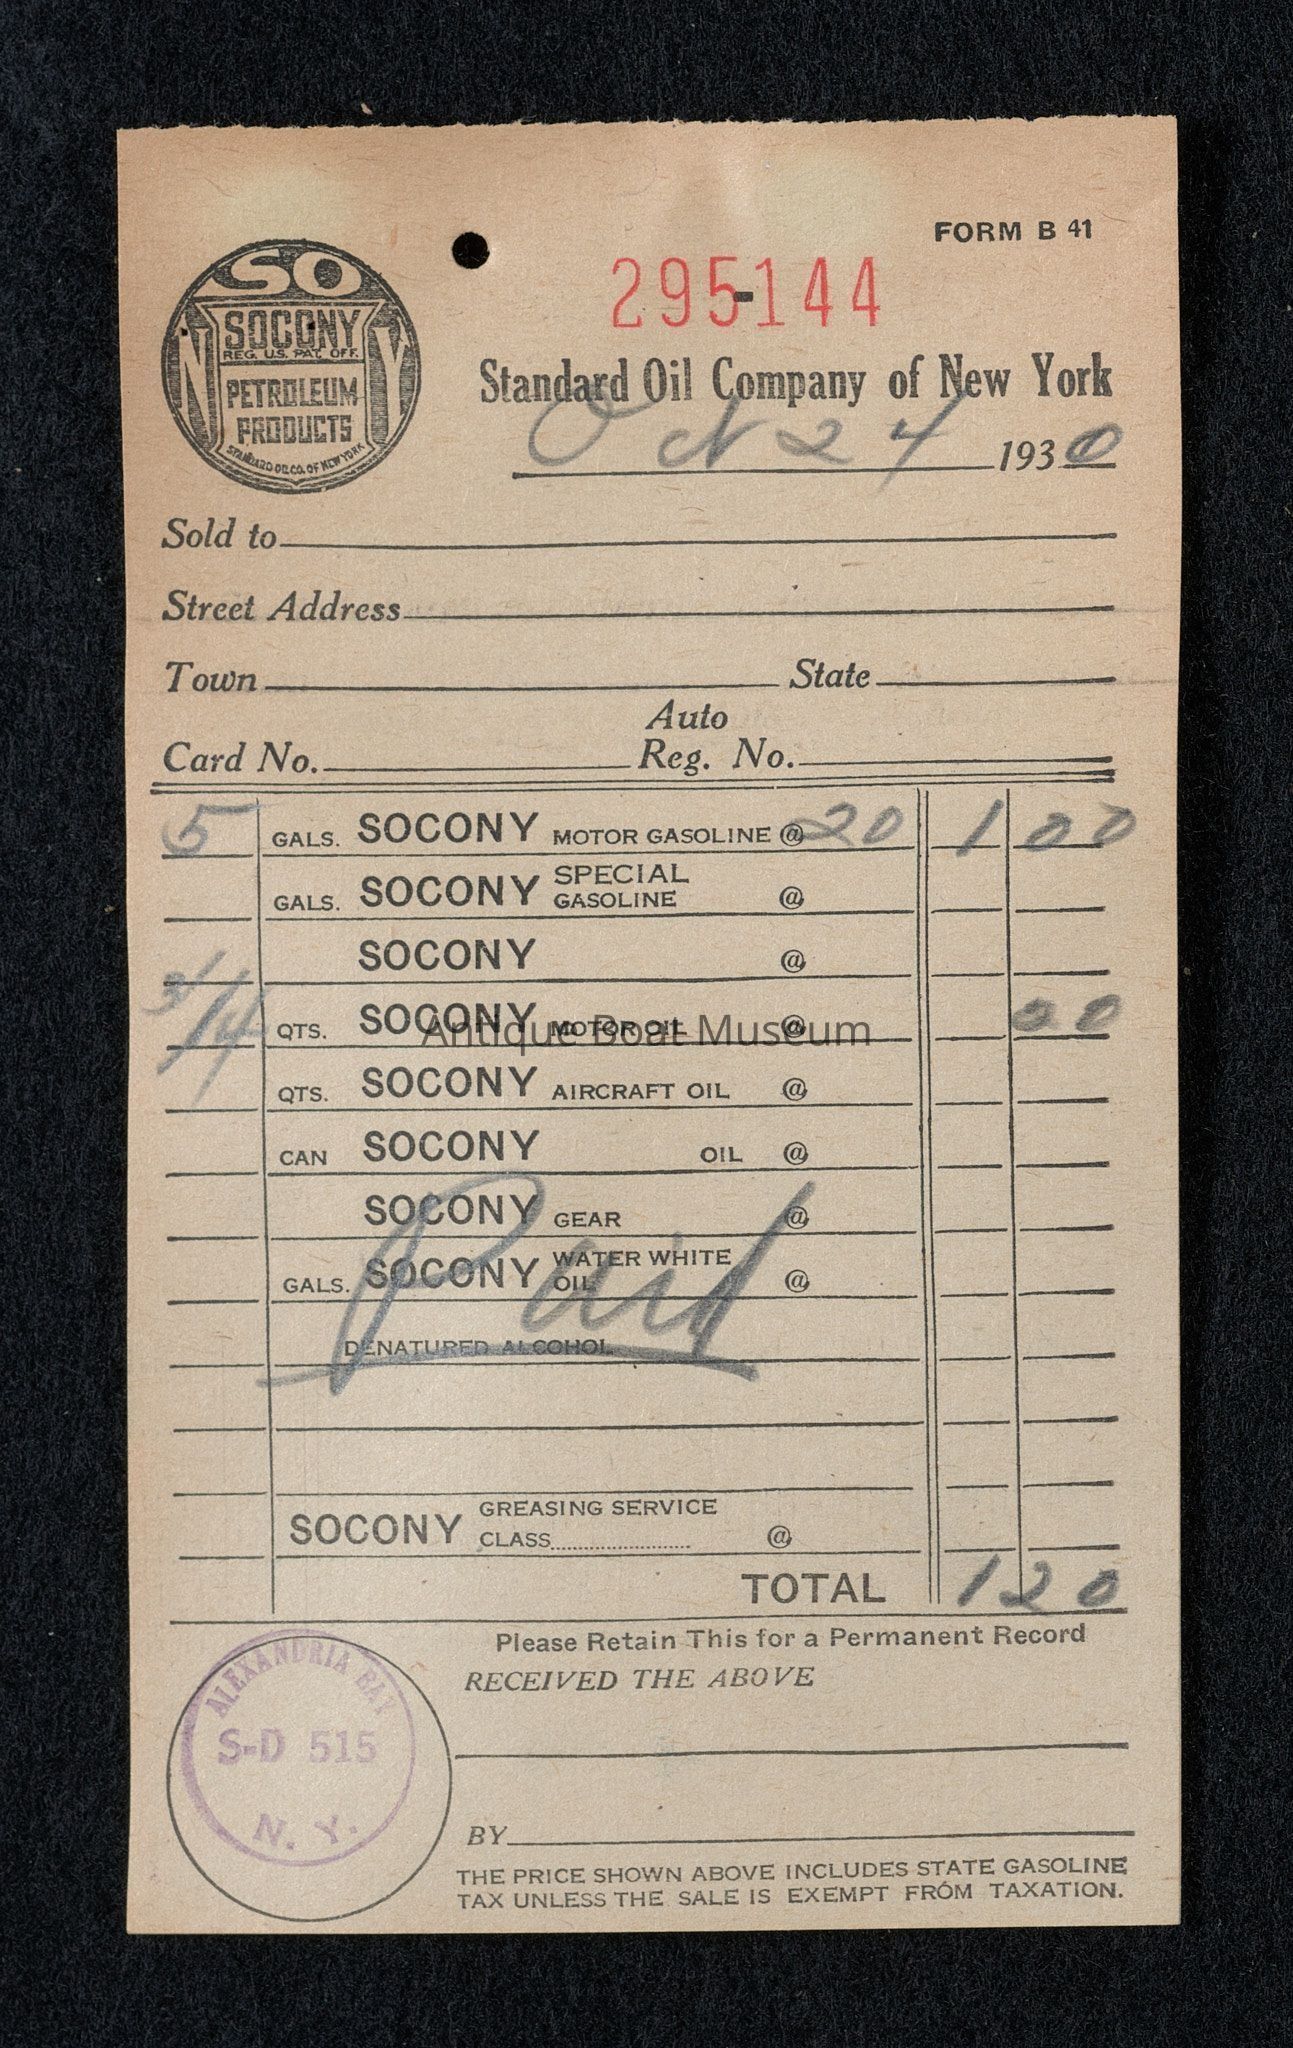 FORM B 41
295-144
SO
N Y
SOCONY
REG. U.S. PAT. OFF.
PETROLEUM
PRODUCTS
STANDARD OIL CO. OF NEW YORK
Standard Oil Company of New York
24 1930
Sold to
Street Address
Town State
Auto
Card No. Reg. No.
5 GALS. SOCONY MOTOR GASOLINE @ 20 1 00
GALS. SOCONY SPECIAL GASOLINE @
SOCONY @
QTS. SOCONY MOTOR OIL @
Antique Boat Museum
QTS. SOCONY AIRCRAFT OIL @
CAN SOCONY OIL @
SOCONY GEAR @
GALS. SOCONY WATER WHITE OIL @
Paid
DENATURED ALCOHOL
SOCONY GREASING SERVICE
CLASS @
TOTAL 1 20
Please Retain This for a Permanent Record
RECEIVED THE ABOVE
ALEXANDRIA BAY
S-D 515
N. Y.
BY
THE PRICE SHOWN ABOVE INCLUDES STATE GASOLINE
TAX UNLESS THE SALE IS EXEMPT FROM TAXATION.